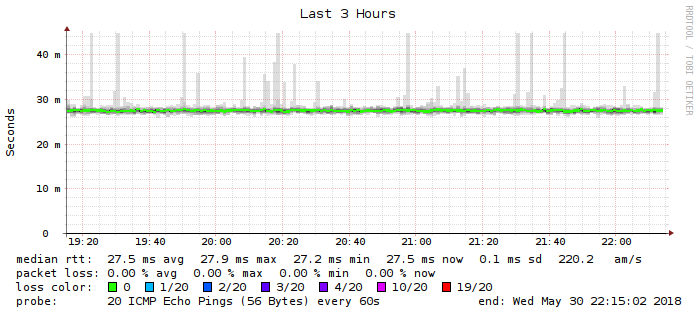 Last 3 Hours
RRDTOOL / TOBI OETIKER
Seconds
40 m
30 m
20 m
10 m
0
19:20 19:40 20:00 20:20 20:40 21:00 21:20 21:40 22:00
median rtt: 27.5 ms avg 27.9 ms max 27.2 ms min 27.5 ms now 0.1 ms sd 220.2 am/s
packet loss: 0.00 % avg 0.00 % max 0.00 % min 0.00 % now
loss color: 0 1/20 2/20 3/20 4/20 10/20 19/20
probe: 20 ICMP Echo Pings (56 Bytes) every 60s end: Wed May 30 22:15:02 2018